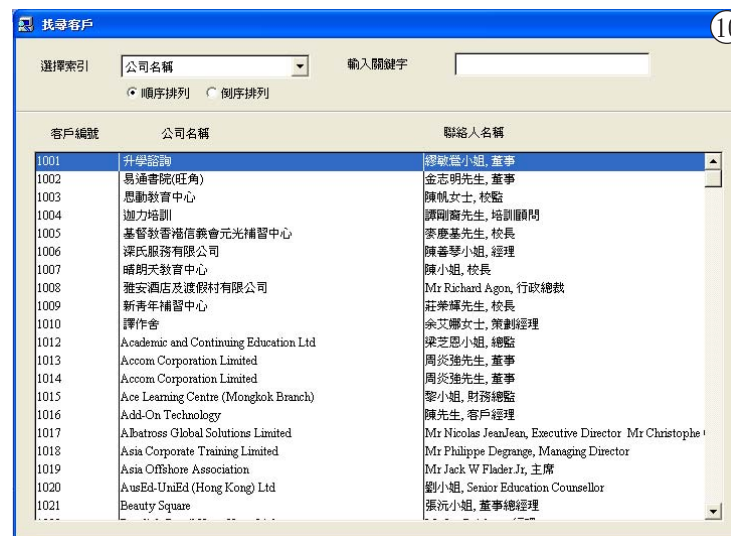 找尋客戶
10
選擇索引 公司名稱 輸入關鍵字
順序排列 倒序排列
客戶編號 公司名稱 聯絡人名稱
1001 升學諮詢 繆敏鶯小姐, 董事
1002 易通書院(旺角) 金志明先生, 董事
1003 思動教育中心 陳帆女士, 校監
1004 迦力培訓 譚剛裔先生, 培訓顧問
1005 基督教香港信義會元光補習中心 麥慶基先生, 校長
1006 深氏服務有限公司 陳善琴小姐, 經理
1007 晴朗天教育中心 陳小姐, 校長
1008 雅安酒店及渡假村有限公司 Mr Richard Agon, 行政總裁
1009 新青年補習中心 莊榮輝先生, 校長
1010 譯作舍 余艾娜女士, 策劃經理
1012 Academic and Continuing Education Ltd 梁芝恩小姐, 總監
1013 Accom Corporation Limited 周炎強先生, 董事
1014 Accom Corporation Limited 周炎強先生, 董事
1015 Ace Learning Centre (Mongkok Branch) 黎小姐, 財務總監
1016 Add-On Technology 陳先生, 客戶經理
1017 Albatross Global Solutions Limited Mr Nicolas JeanJean, Executive Director Mr Christophe
1018 Asia Corporate Training Limited Mr Philippe Degrange, Managing Director
1019 Asia Offshore Association Mr Jack W Flader.Jr, 主席
1020 AusEd-UniEd (Hong Kong) Ltd 劉小姐, Senior Education Counsellor
1021 Beauty Square 張沅小姐, 董事總經理